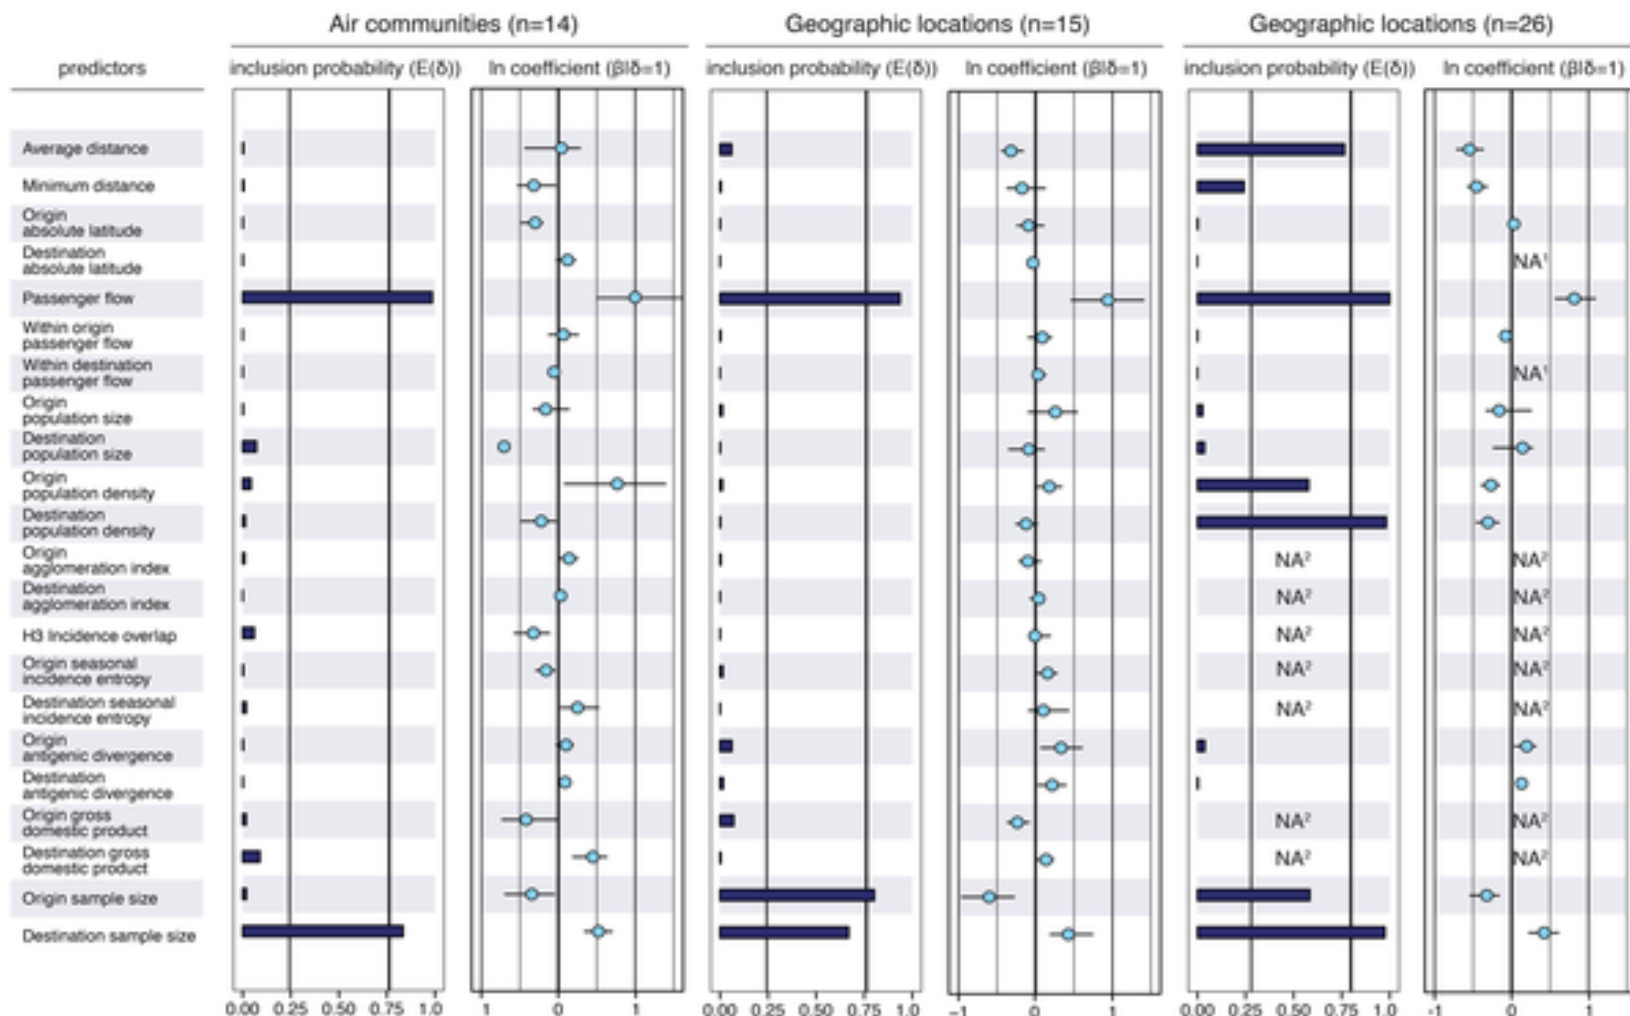 Air communities (n=14) Geographic locations (n=15) Geographic locations (n=26)
predictors inclusion probability (E(δ)) ln coefficient (β|δ=1) inclusion probability (E(δ)) ln coefficient (β|δ=1) inclusion probability (E(δ)) ln coefficient (β|δ=1)
Average distance
Minimum distance
Origin
absolute latitude
Destination
absolute latitude NA¹
Passenger flow
Within origin
passenger flow
Within destination
passenger flow NA¹
Origin
population size
Destination
population size
Origin
population density
Destination
population density
Origin
agglomeration index NA² NA²
Destination
agglomeration index NA² NA²
H3 Incidence overlap NA² NA²
Origin seasonal
incidence entropy NA² NA²
Destination seasonal
incidence entropy NA² NA²
Origin
antigenic divergence
Destination
antigenic divergence
Origin gross
domestic product NA² NA²
Destination gross
domestic product NA² NA²
Origin sample size
Destination sample size
0.00 0.25 0.50 0.75 1.0 1 0 1 0.00 0.25 0.50 0.75 1.0 -1 0 1 0.00 0.25 0.50 0.75 1.0 -1 0 1